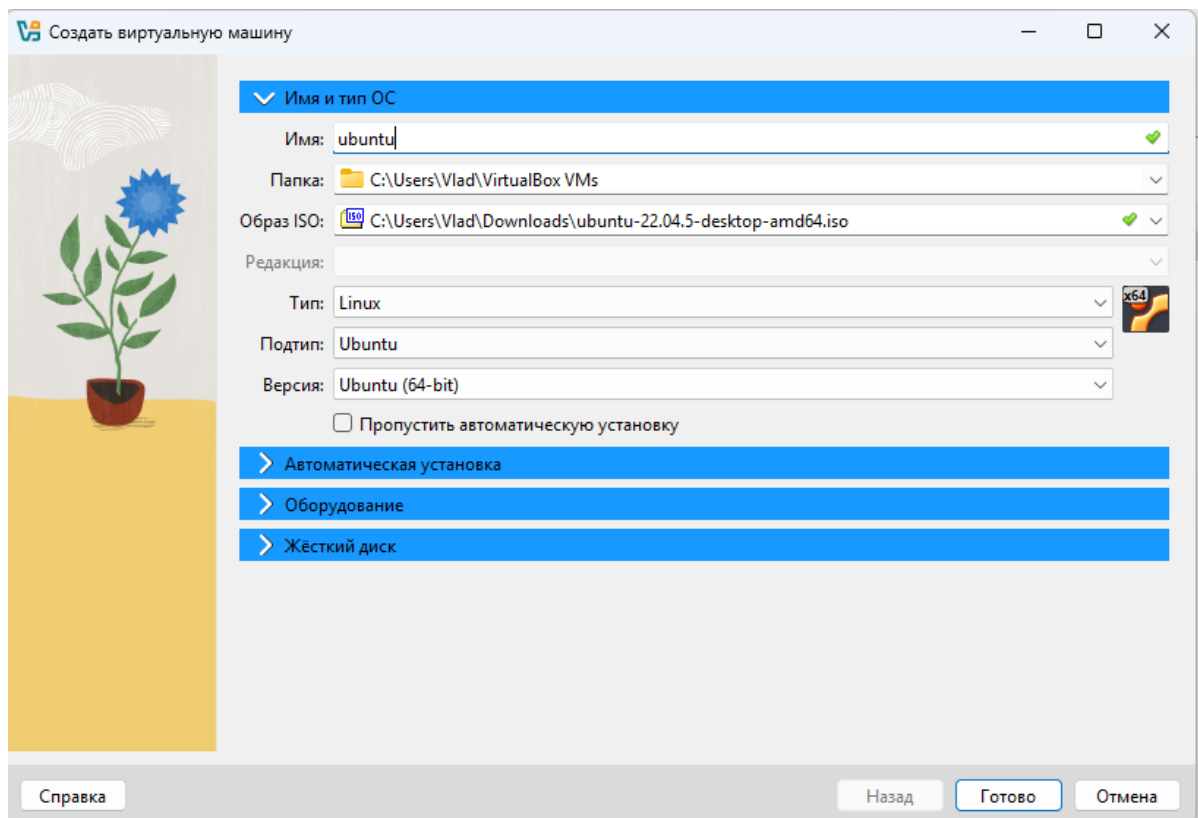 Создать виртуальную машину
Имя и тип ОС
Имя: ubuntu
Папка: C:\Users\Vlad\VirtualBox VMs
Образ ISO: ISO C:\Users\Vlad\Downloads\ubuntu-22.04.5-desktop-amd64.iso
Редакция:
Тип: Linux x64
Подтип: Ubuntu
Версия: Ubuntu (64-bit)
Пропустить автоматическую установку
Автоматическая установка
Оборудование
Жёсткий диск
Справка Назад Готово Отмена